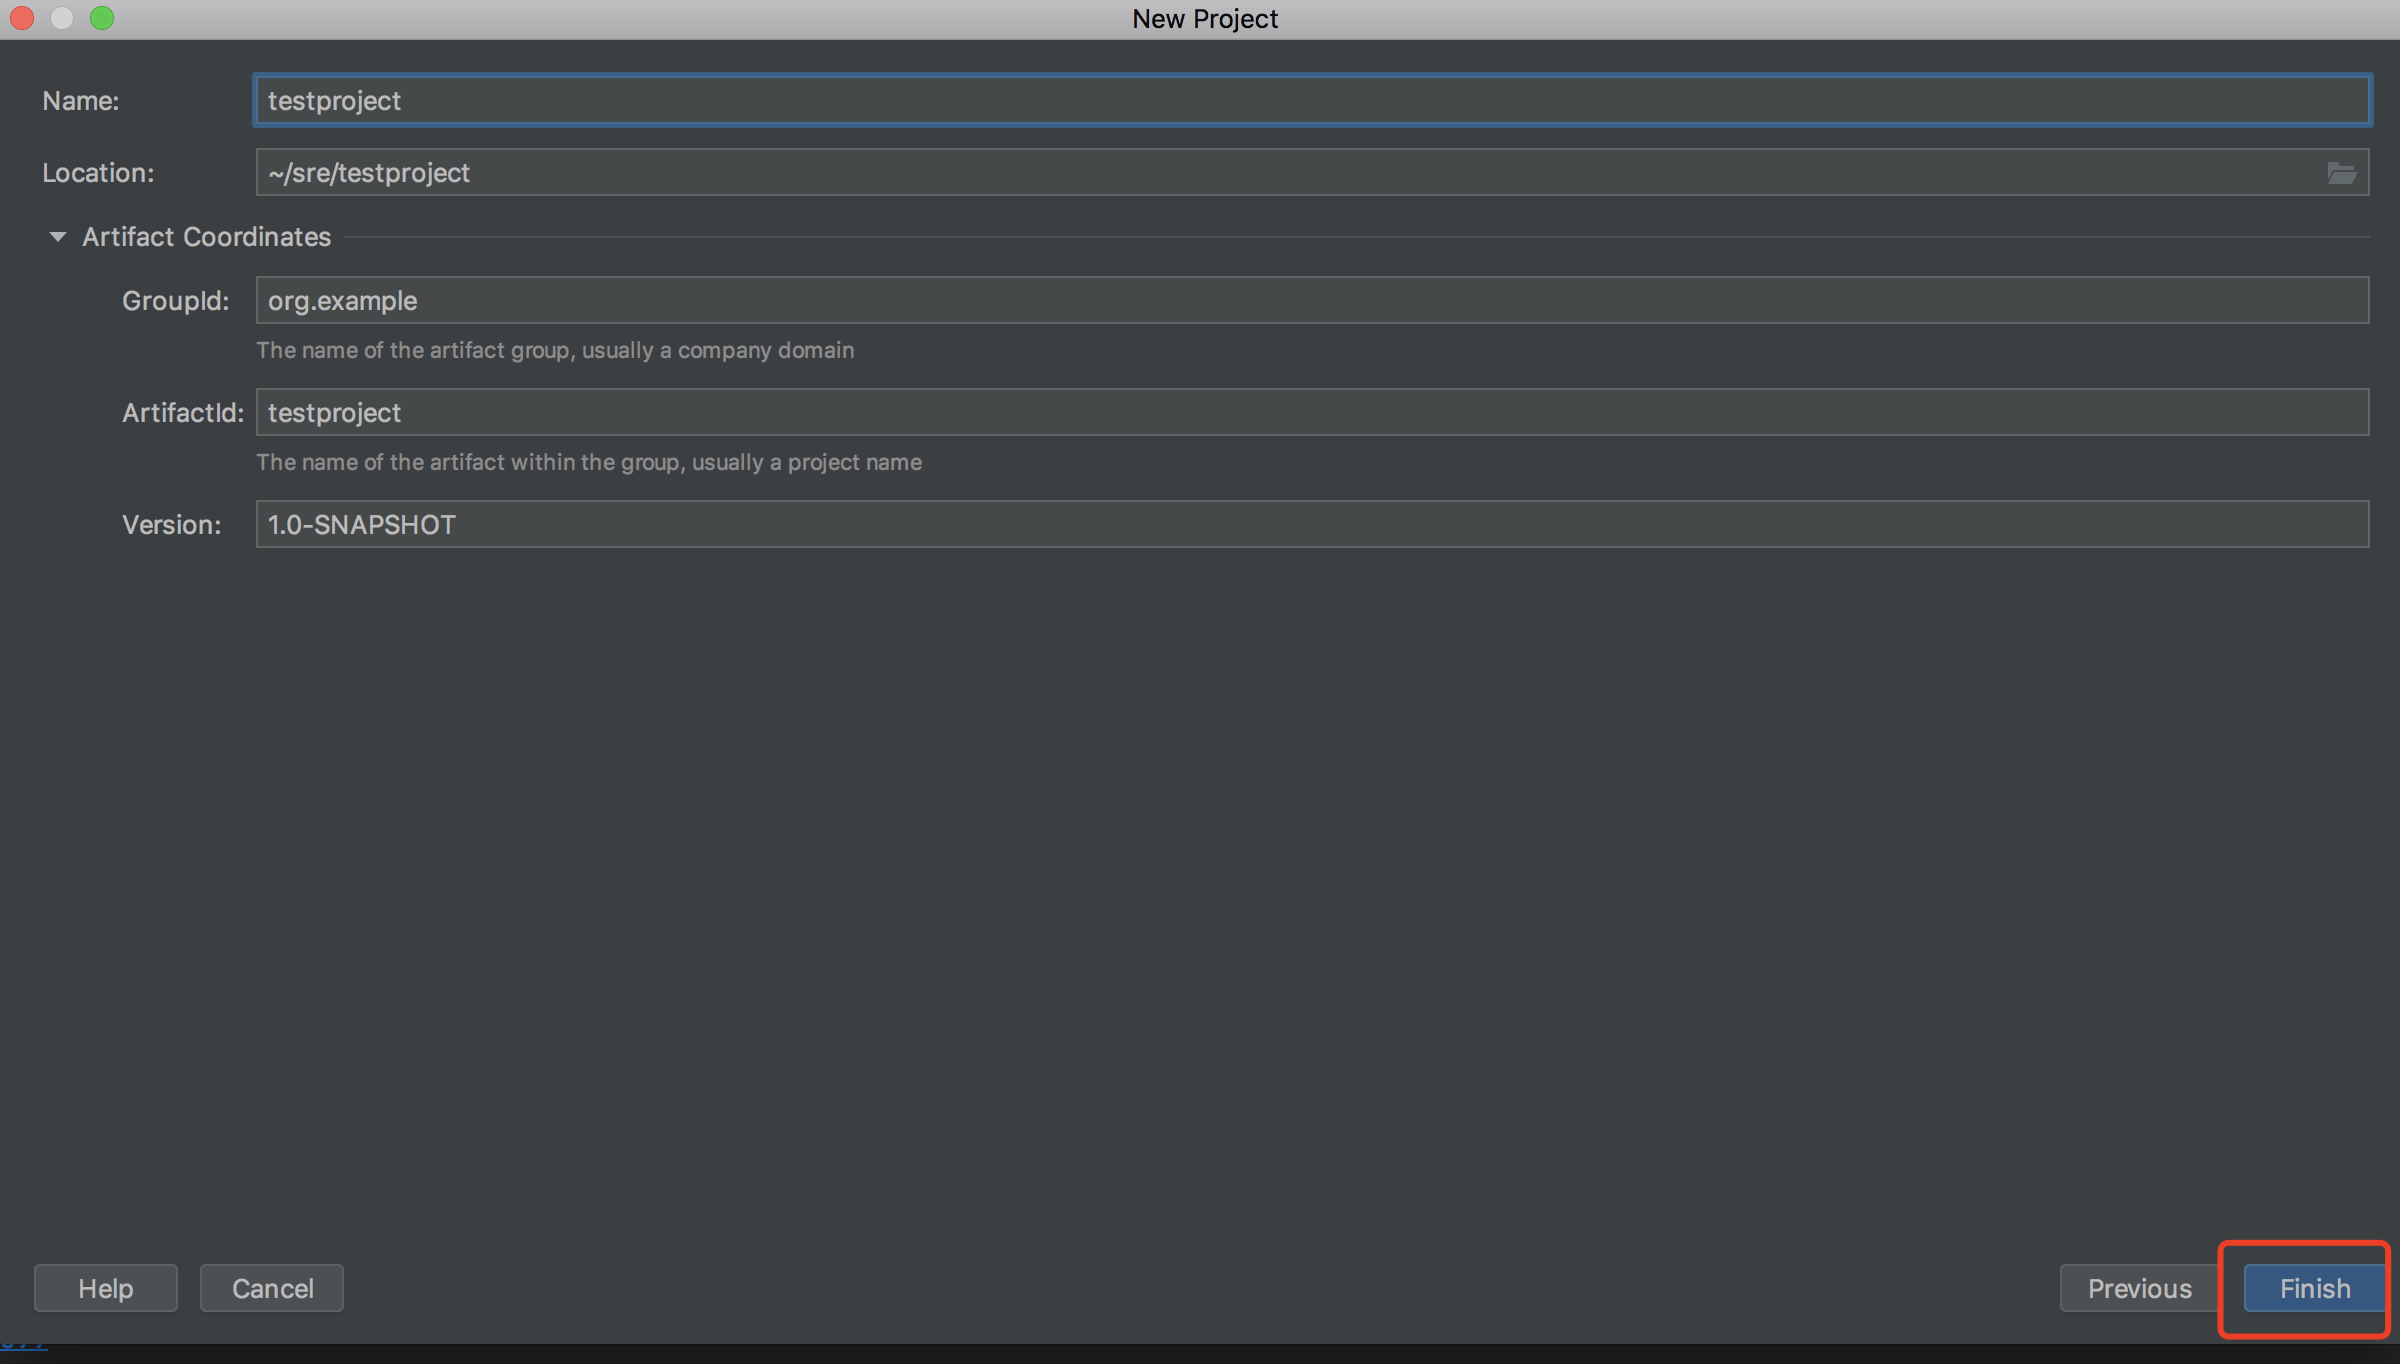 New Project
Name: testproject
Location: ~/sre/testproject
Artifact Coordinates
GroupId: org.example
The name of the artifact group, usually a company domain
ArtifactId: testproject
The name of the artifact within the group, usually a project name
Version: 1.0-SNAPSHOT
Help Cancel Previous Finish